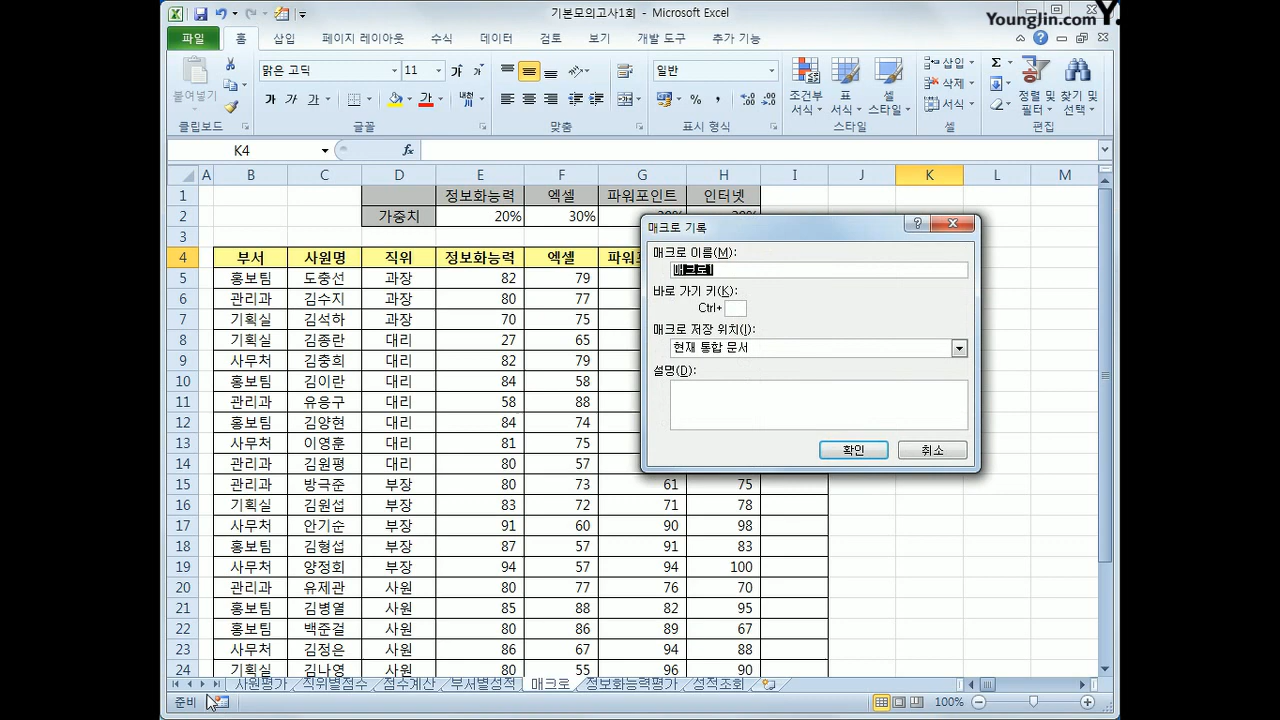 기본모의고사1회 - Microsoft Excel
YoungJin.com Y.
파일 홈 삽입 페이지 레이아웃 수식 데이터 검토 보기 개발 도구 추가 기능
붙여넣기
클립보드
맑은 고딕 11
가 가 가 가 가 가
글꼴
맞춤
일반
표시 형식
조건부 서식 표 서식 셀 스타일
스타일
삽입
삭제
서식
셀
정렬 및 필터 찾기 및 선택
편집
K4 fx
A B C D E F G H I J K L M
1 정보화능력 엑셀 파워포인트 인터넷
2 가중치 20% 30%
3
4 부서 사원명 직위 정보화능력 엑셀
5 홍보팀 도충선 과장 82 79
6 관리과 김수지 과장 80 77
7 기획실 김석하 과장 70 75
8 기획실 김종란 대리 27 65
9 사무처 김충희 대리 82 79
10 홍보팀 김이란 대리 84 58
11 관리과 유응구 대리 58 88
12 홍보팀 김양현 대리 84 74
13 사무처 이영훈 대리 81 75
14 관리과 김원평 대리 80 57
15 관리과 방극준 부장 80 73 61 75
16 기획실 김원섭 부장 83 72 71 78
17 사무처 안기순 부장 91 60 90 98
18 홍보팀 김형섭 부장 87 57 91 83
19 사무처 양정회 부장 94 57 94 100
20 관리과 유제관 사원 80 77 76 70
21 홍보팀 김병열 사원 85 88 82 95
22 홍보팀 백준걸 사원 80 86 89 67
23 사무처 김정은 사원 86 67 94 88
24 기획실 김나영 사원 80 55 96 90
매크로 기록
매크로 이름(M):
매크로1
바로 가기 키(K):
Ctrl+
매크로 저장 위치(I):
현재 통합 문서
설명(D):
확인 취소
사원평가 직위별점수 점수계산 부서별성적 매크로 정보화능력평가 성적조회
준비 100%